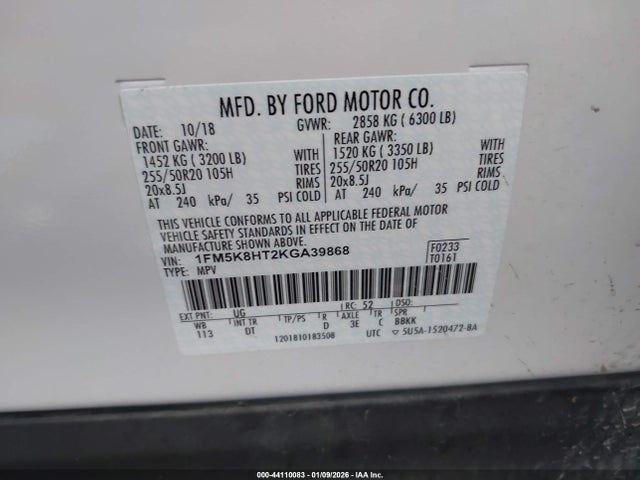 MFD. BY FORD MOTOR CO.
DATE: 10/18 GVWR: 2858 KG ( 6300 LB)
FRONT GAWR: REAR GAWR:
1452 KG ( 3200 LB) WITH 1520 KG ( 3350 LB) WITH
255/50R20 105H TIRES 255/50R20 105H TIRES
20x8.5J RIMS 20x8.5J RIMS
AT 240 kPa/ 35 PSI COLD AT 240 kPa/ 35 PSI COLD
THIS VEHICLE CONFORMS TO ALL APPLICABLE FEDERAL MOTOR
VEHICLE SAFETY STANDARDS IN EFFECT ON THE DATE OF
MANUFACTURE SHOWN ABOVE.
VIN: 1FM5K8HT2KGA39868 F0233
TYPE: MPV T0161
EXT PNT: UG RC: 52 DSO:
WB INT TR TP/PS R AXLE TR SPR
113 DT D 3E C BBKK
1201810183508 UTC ▽ 5U5A-1520472-BA
000-44110083 - 01/09/2026 - IAA Inc.